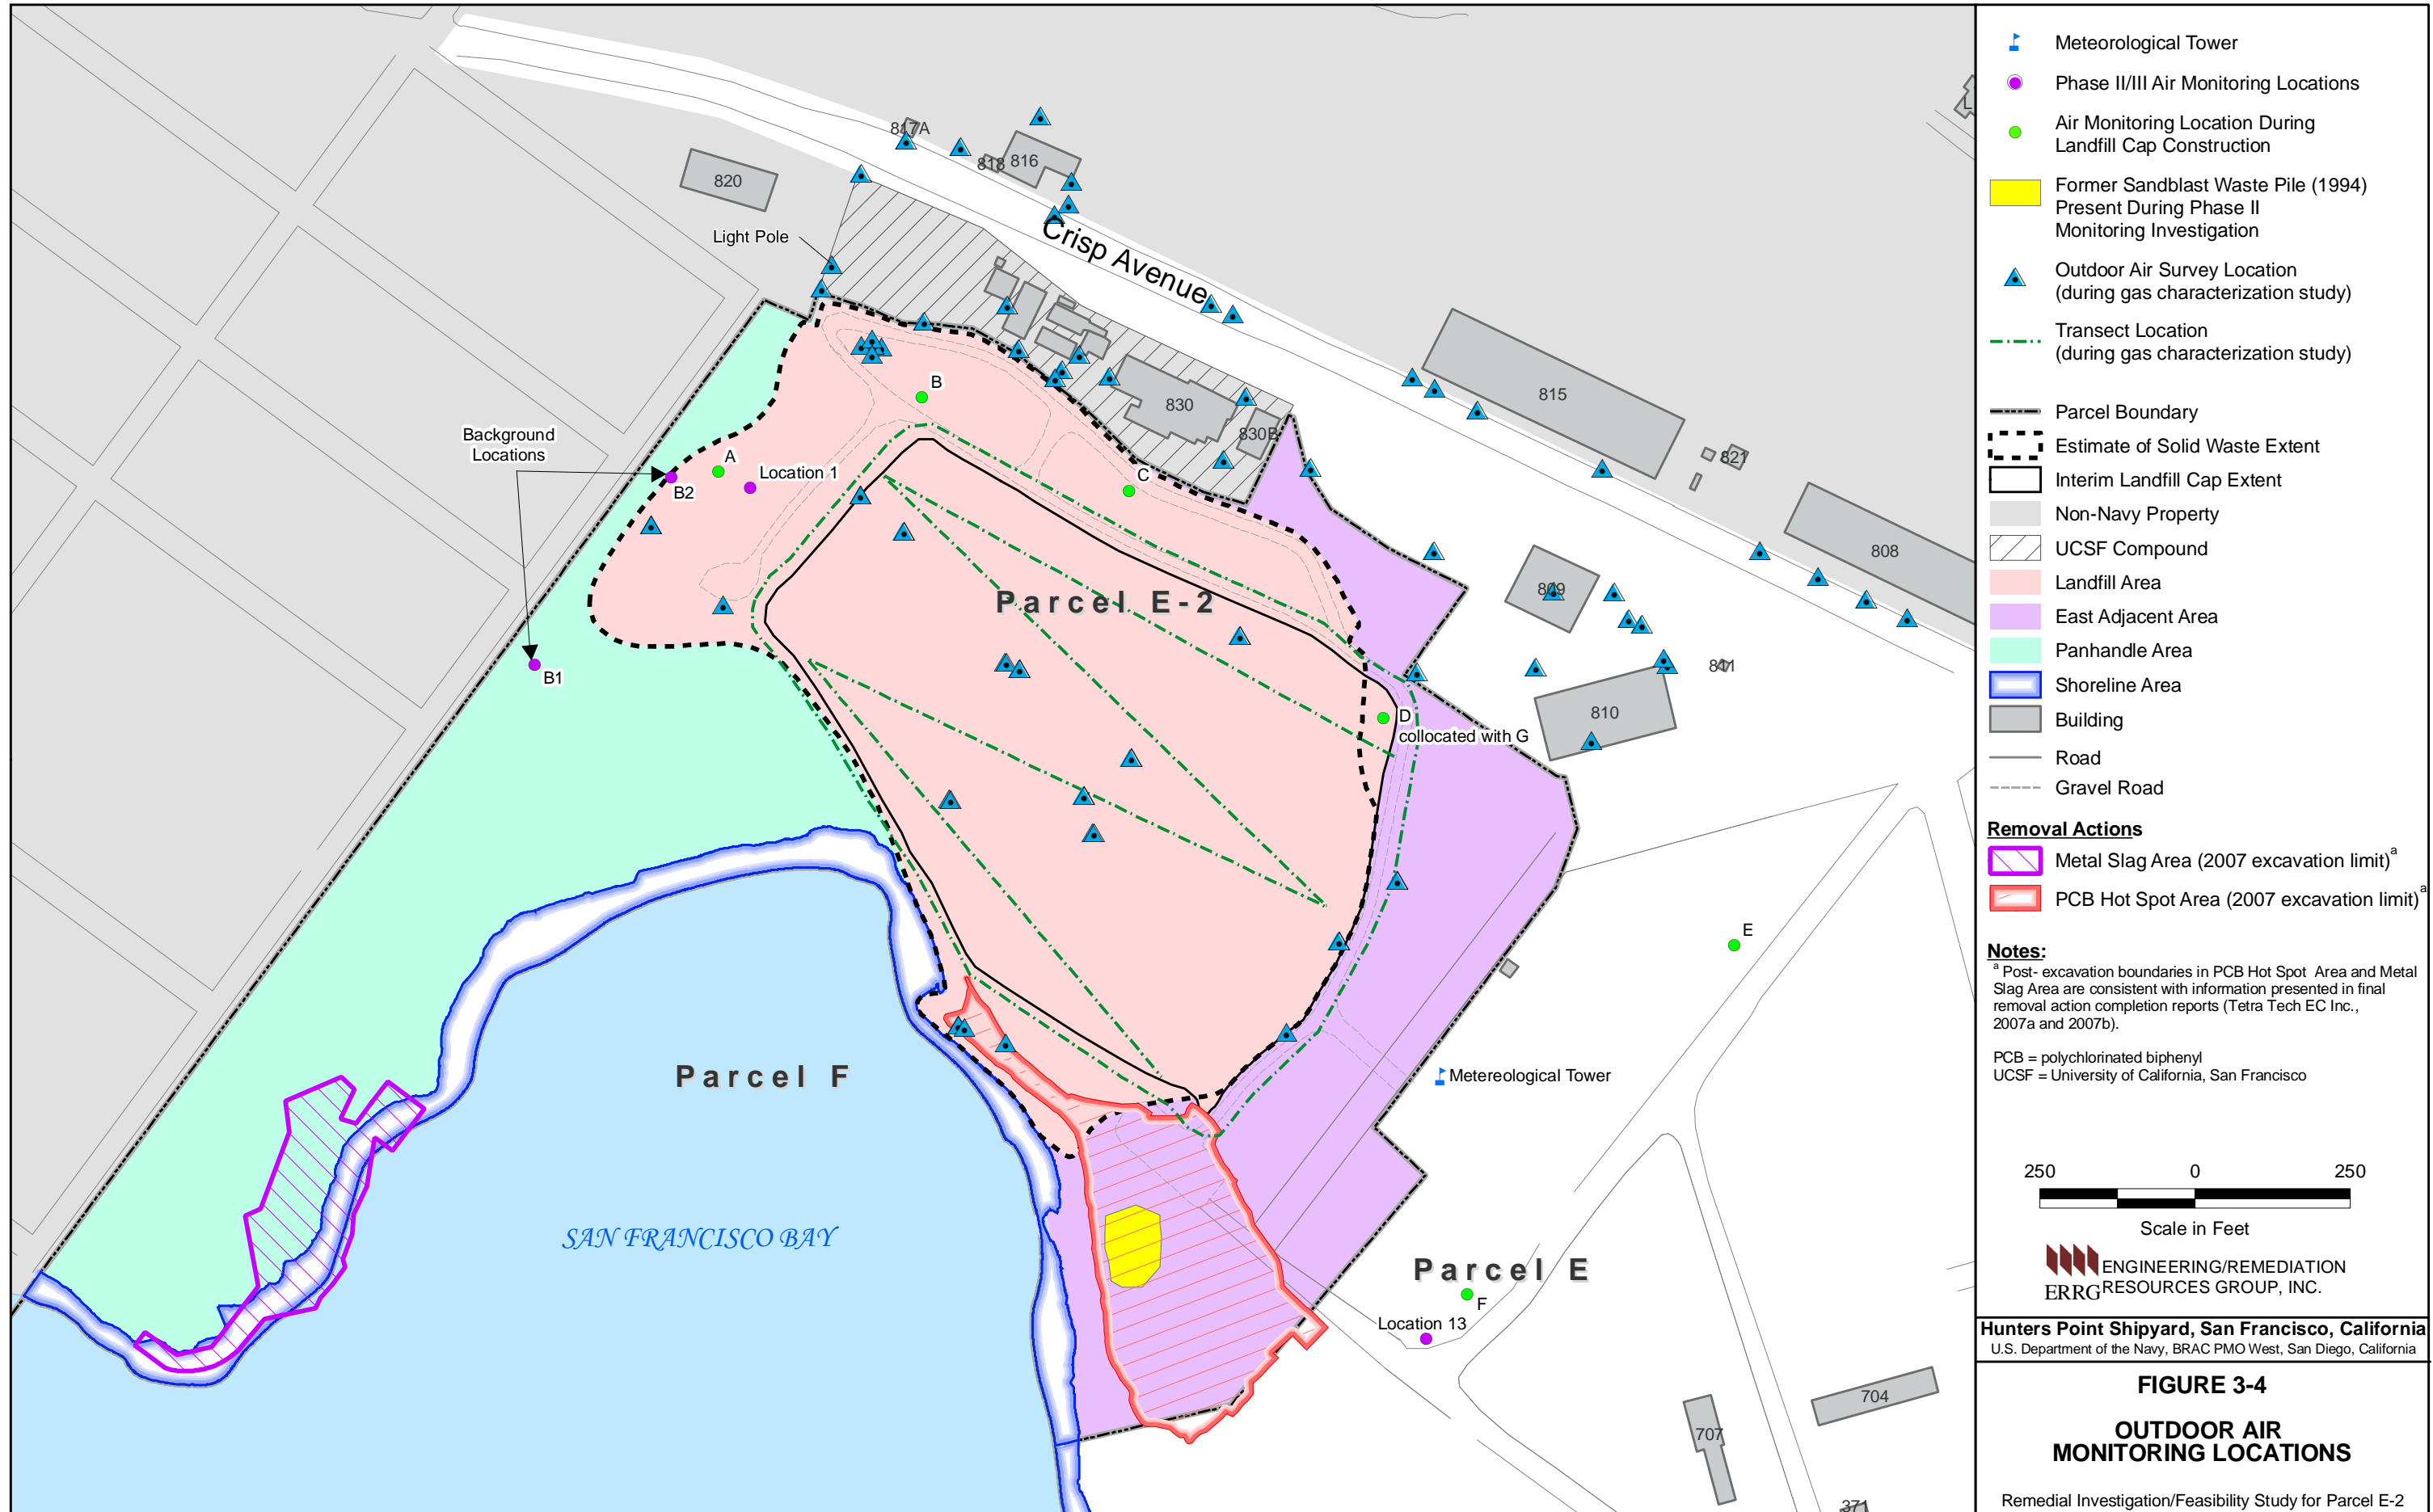 817A
818
816
820
Light Pole
Crisp Avenue
815
B
830
830B
821
Background
Locations
A
Location 1
B2
C
808
809
Parcel E-2
B1
811
810
D
collocated with G
E
Parcel F
Metereological Tower
SAN FRANCISCO BAY
Parcel E
F
Location 13
704
707
371
L
Meteorological Tower
Phase II/III Air Monitoring Locations
Air Monitoring Location During
Landfill Cap Construction
Former Sandblast Waste Pile (1994)
Present During Phase II
Monitoring Investigation
Outdoor Air Survey Location
(during gas characterization study)
Transect Location
(during gas characterization study)
Parcel Boundary
Estimate of Solid Waste Extent
Interim Landfill Cap Extent
Non-Navy Property
UCSF Compound
Landfill Area
East Adjacent Area
Panhandle Area
Shoreline Area
Building
Road
Gravel Road
Removal Actions
Metal Slag Area (2007 excavation limit)a
PCB Hot Spot Area (2007 excavation limit)a
Notes:
a Post- excavation boundaries in PCB Hot Spot Area and Metal
Slag Area are consistent with information presented in final
removal action completion reports (Tetra Tech EC Inc.,
2007a and 2007b).
PCB = polychlorinated biphenyl
UCSF = University of California, San Francisco
250 0 250
Scale in Feet
ERRG
ENGINEERING/REMEDIATION
RESOURCES GROUP, INC.
Hunters Point Shipyard, San Francisco, California
U.S. Department of the Navy, BRAC PMO West, San Diego, California
FIGURE 3-4
OUTDOOR AIR
MONITORING LOCATIONS
Remedial Investigation/Feasibility Study for Parcel E-2